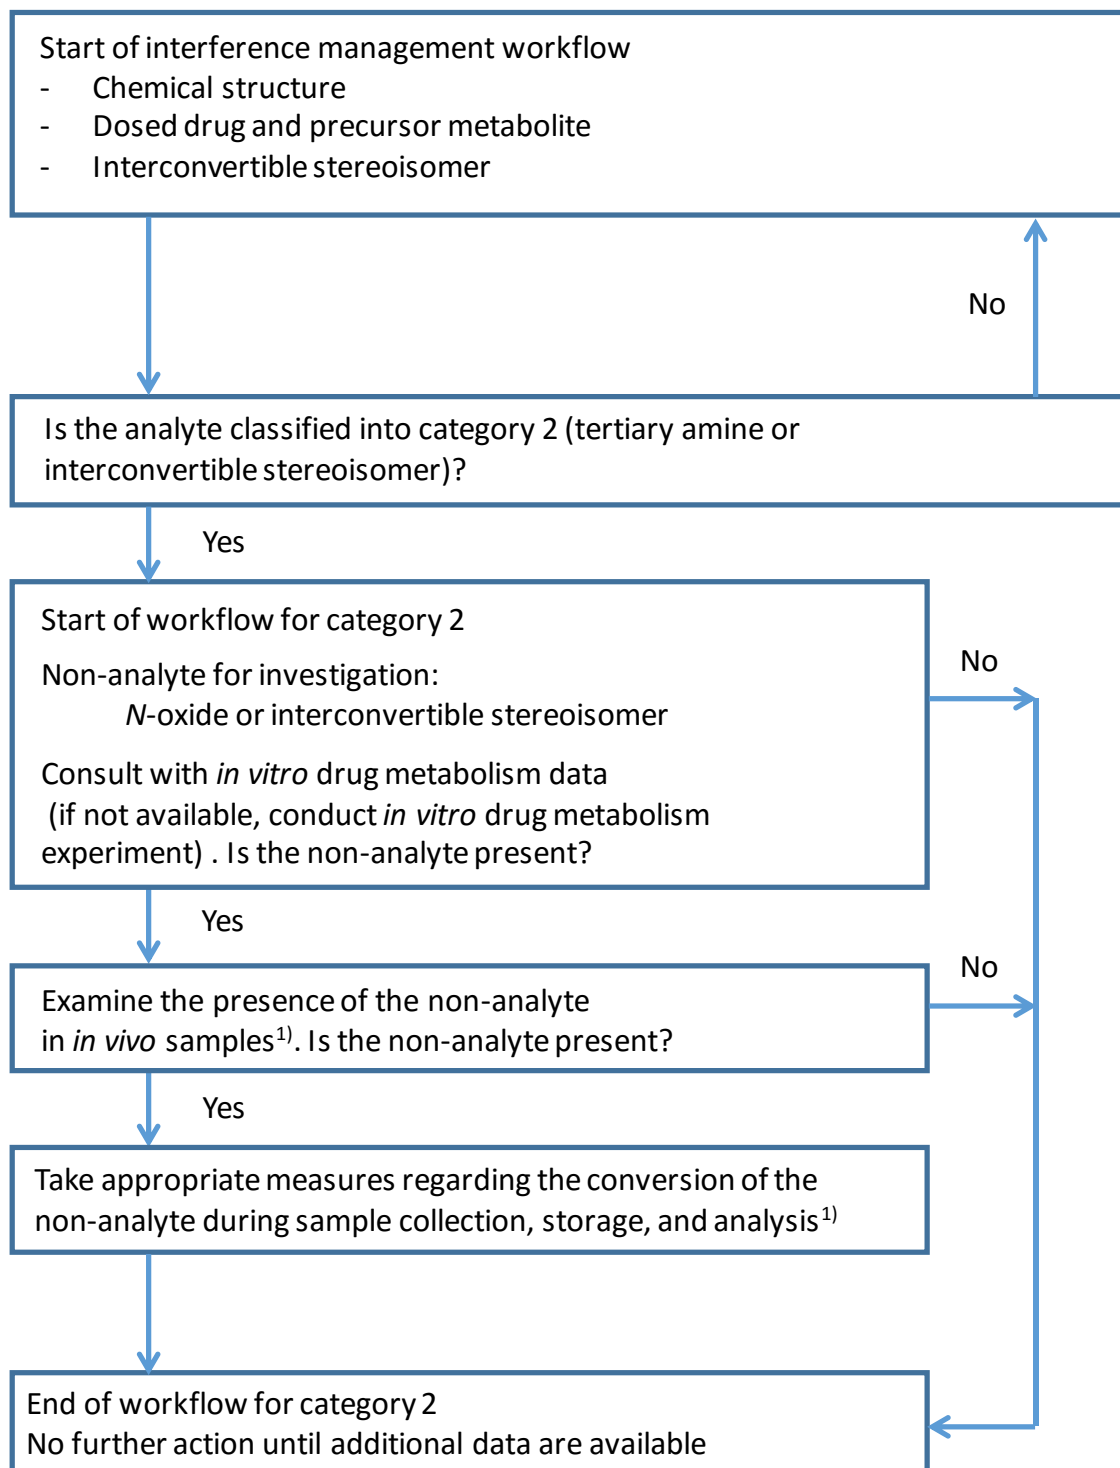 Start of interference management workflow
- Chemical structure
- Dosed drug and precursor metabolite
- Interconvertible stereoisomer
No
Is the analyte classified into category 2 (tertiary amine or
interconvertible stereoisomer)?
Yes
Start of workflow for category 2
No
Non-analyte for investigation:
N-oxide or interconvertible stereoisomer
Consult with in vitro drug metabolism data
(if not available, conduct in vitro drug metabolism
experiment) . Is the non-analyte present?
Yes
No
Examine the presence of the non-analyte
in in vivo samples1). Is the non-analyte present?
Yes
Take appropriate measures regarding the conversion of the
non-analyte during sample collection, storage, and analysis1)
End of workflow for category 2
No further action until additional data are available